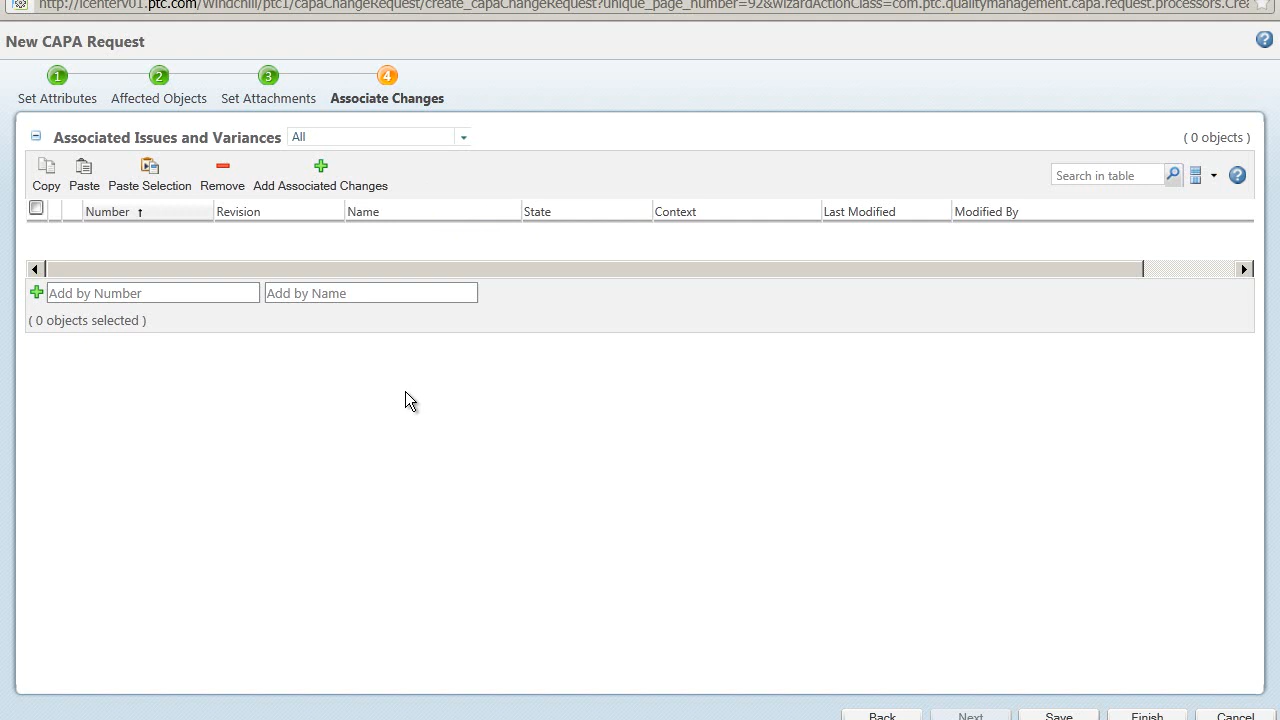 http://icenterv01.ptc.com/Windchill/ptc1/capaChangeRequest/create_capaChangeRequest?unique_page_number=92&wizardActionClass=com.ptc.qualitymanagement.capa.request.processors.Crea
New CAPA Request
1 2 3 4
Set Attributes Affected Objects Set Attachments Associate Changes
Associated Issues and Variances All ( 0 objects )
Copy Paste Paste Selection Remove Add Associated Changes Search in table
Number Revision Name State Context Last Modified Modified By
Add by Number Add by Name
( 0 objects selected )
Back Next Save Finish Cancel